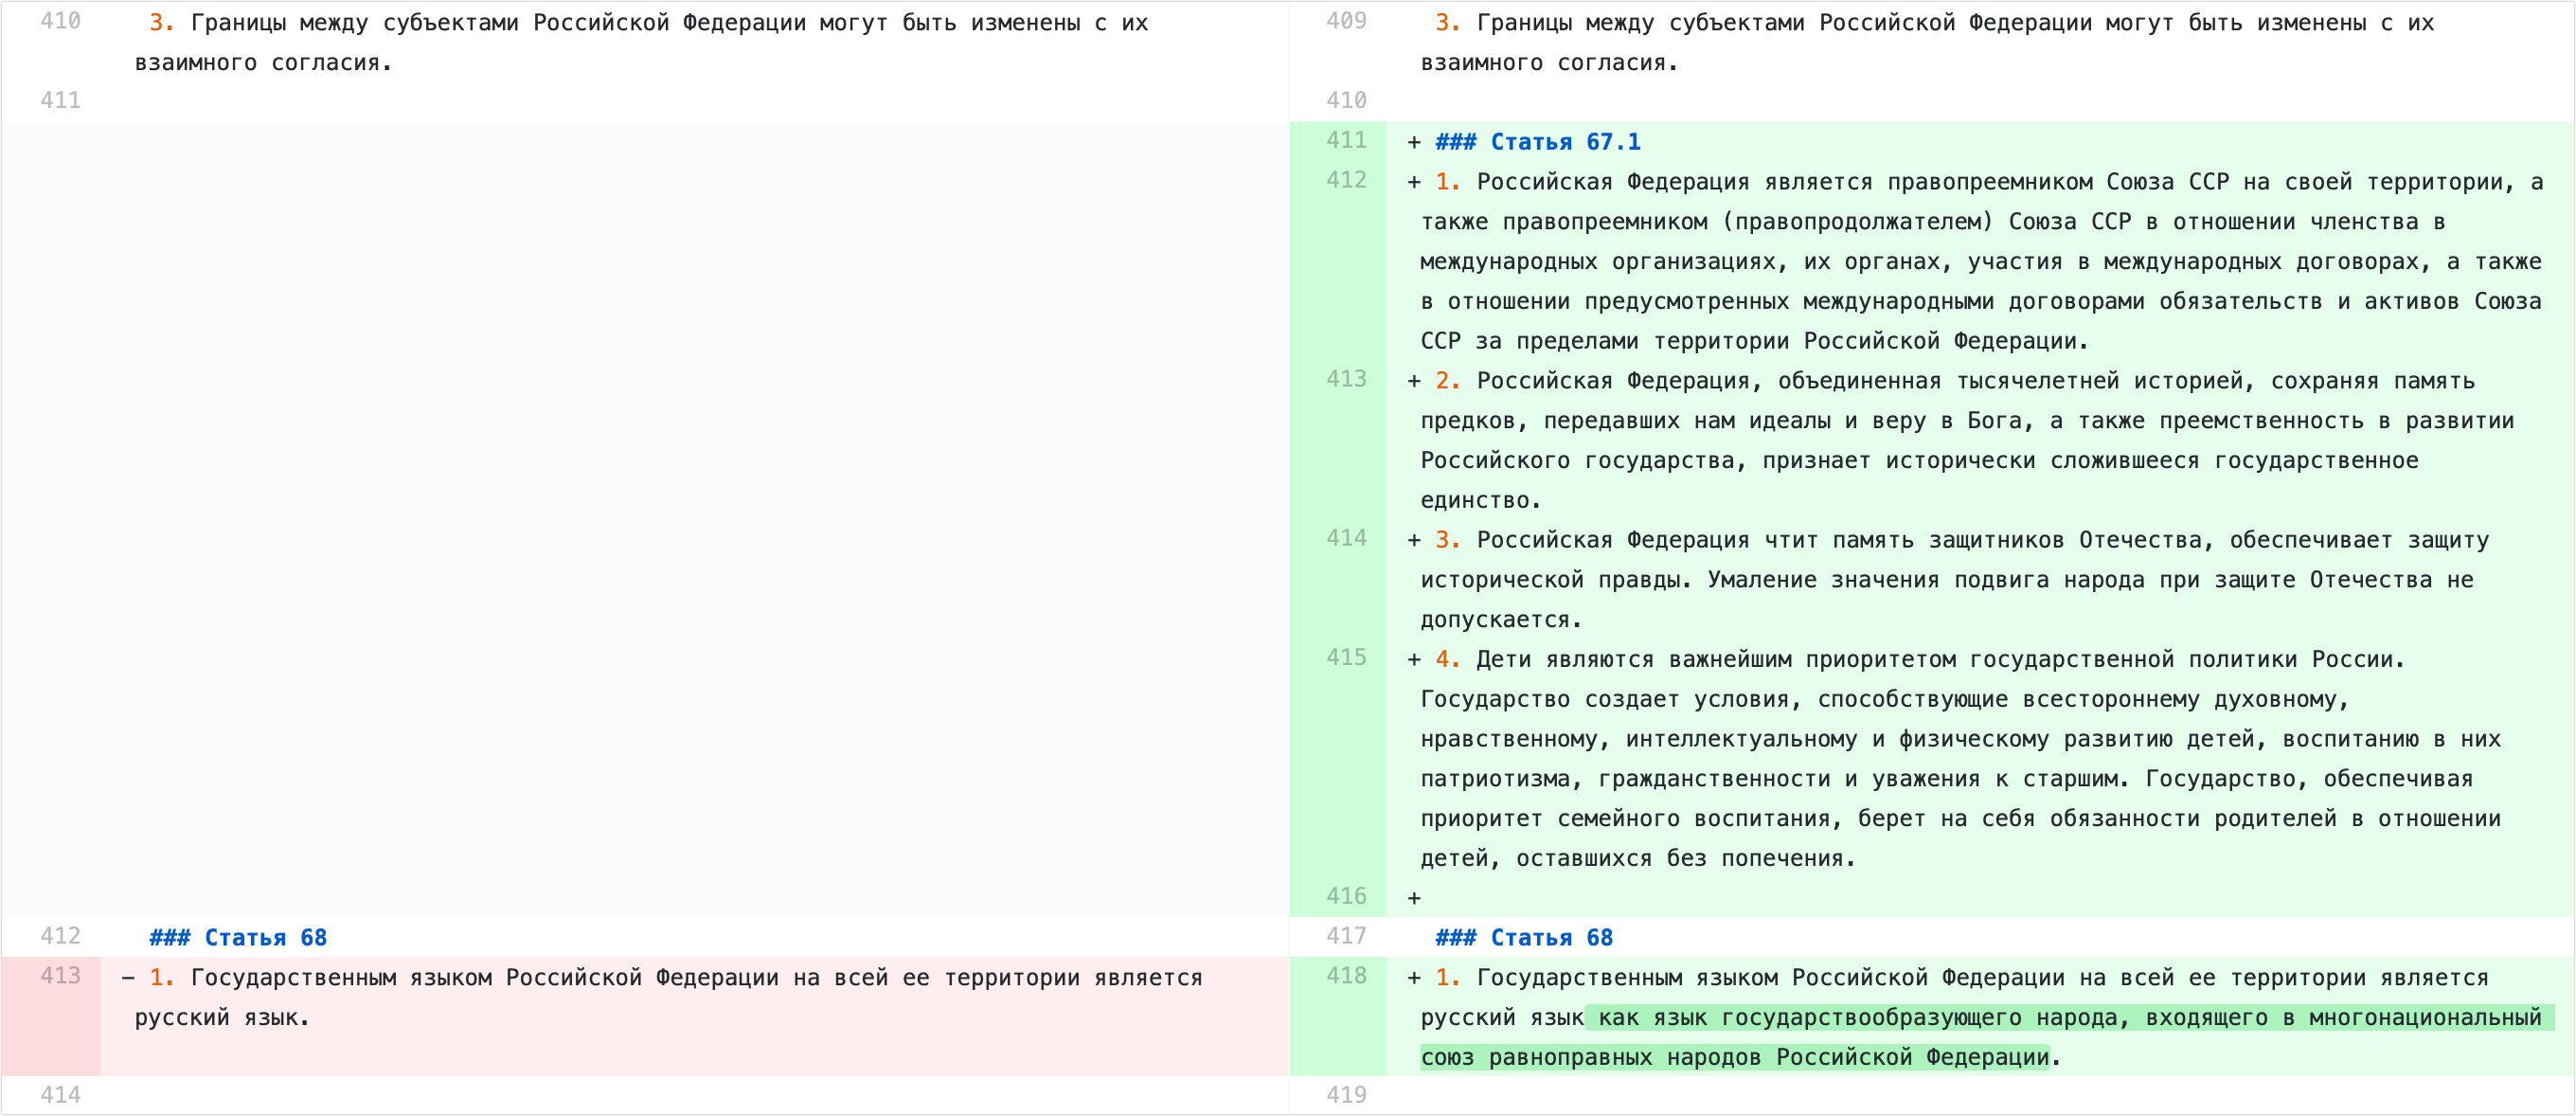 410 3. Границы между субъектами Российской Федерации могут быть изменены с их
взаимного согласия.
411
412 ### Статья 68
413 − 1. Государственным языком Российской Федерации на всей ее территории является
русский язык.
414
409 3. Границы между субъектами Российской Федерации могут быть изменены с их
взаимного согласия.
410
411 + ### Статья 67.1
412 + 1. Российская Федерация является правопреемником Союза ССР на своей территории, а
также правопреемником (правопродолжателем) Союза ССР в отношении членства в
международных организациях, их органах, участия в международных договорах, а также
в отношении предусмотренных международными договорами обязательств и активов Союза
ССР за пределами территории Российской Федерации.
413 + 2. Российская Федерация, объединенная тысячелетней историей, сохраняя память
предков, передавших нам идеалы и веру в Бога, а также преемственность в развитии
Российского государства, признает исторически сложившееся государственное
единство.
414 + 3. Российская Федерация чтит память защитников Отечества, обеспечивает защиту
исторической правды. Умаление значения подвига народа при защите Отечества не
допускается.
415 + 4. Дети являются важнейшим приоритетом государственной политики России.
Государство создает условия, способствующие всестороннему духовному,
нравственному, интеллектуальному и физическому развитию детей, воспитанию в них
патриотизма, гражданственности и уважения к старшим. Государство, обеспечивая
приоритет семейного воспитания, берет на себя обязанности родителей в отношении
детей, оставшихся без попечения.
416 +
417 ### Статья 68
418 + 1. Государственным языком Российской Федерации на всей ее территории является
русский язык как язык государствообразующего народа, входящего в многонациональный
союз равноправных народов Российской Федерации.
419